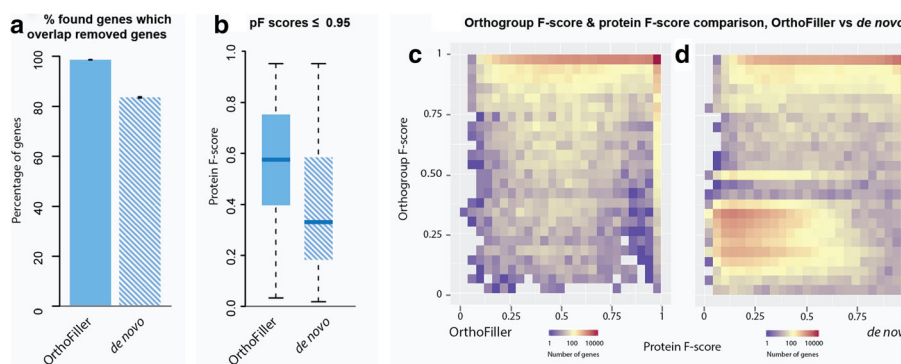 a
% found genes which
overlap removed genes
Percentage of genes
0
20
40
60
80
100
OrthoFiller
de novo
b
pF scores ≤ 0.95
Protein F-score
0.0
0.2
0.4
0.6
0.8
1.0
OrthoFiller
de novo
Orthogroup F-score & protein F-score comparison, OrthoFiller vs de novo
c
Orthogroup F-score
1
0.75
0.50
0.25
0
0
0.25
0.5
0.75
1
OrthoFiller
1 100 10000
Number of genes
Protein F-score
d
0
0.25
0.5
0.75
de novo
1 100 10000
Number of genes